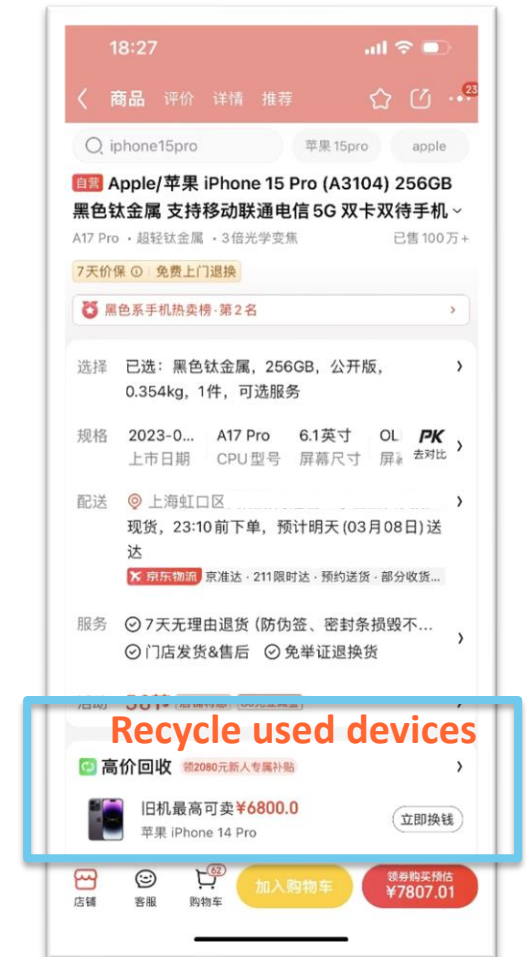 18:27
商品 评价 详情 推荐 23
iphone15pro 苹果 15pro apple
自营 Apple/苹果 iPhone 15 Pro (A3104) 256GB
黑色钛金属 支持移动联通电信 5G 双卡双待手机
A17 Pro · 超轻钛金属 · 3倍光学变焦 已售100万+
7天价保 免费上门退换
黑色系手机热卖榜·第2名
选择 已选：黑色钛金属，256GB，公开版，
0.354kg，1件，可选服务
规格 2023-0... A17 Pro 6.1英寸 OL PK
上市日期 CPU型号 屏幕尺寸 屏 去对比
配送 上海虹口区
现货，23:10前下单，预计明天(03月08日)送
达
京东物流 京准达 · 211限时达 · 预约送货 · 部分收货...
服务 7天无理由退货 (防伪签、密封条损毁不...
门店发货&售后 免举证退换货
活动
Recycle used devices
高价回收 领2080元新人专属补贴
旧机最高可卖¥6800.0
苹果 iPhone 14 Pro 立即换钱
62
店铺 客服 购物车 加入购物车 领券购买预估
¥7807.01